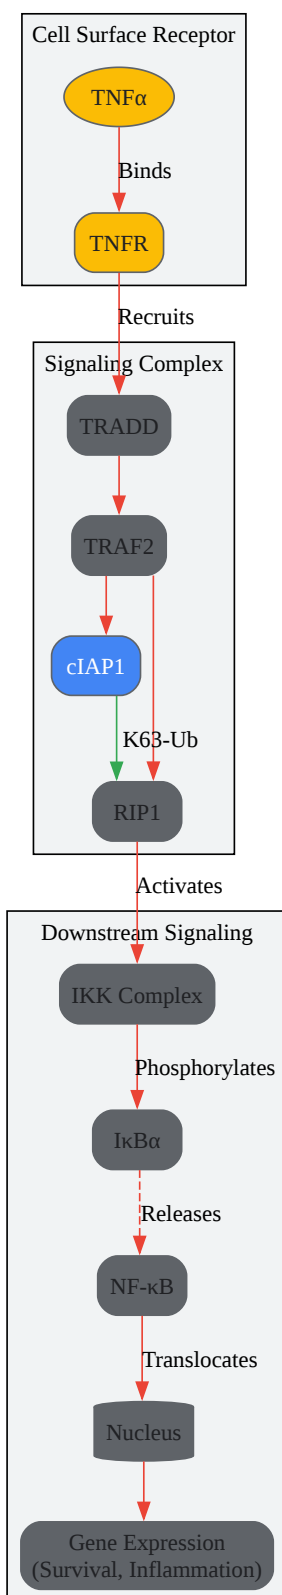 Cell Surface Receptor
TNFα
Binds
TNFR
Recruits
Signaling Complex
TRADD
TRAF2
cIAP1
K63-Ub
RIP1
Activates
Downstream Signaling
IKK Complex
Phosphorylates
IκBα
Releases
NF-κB
Translocates
Nucleus
Gene Expression
(Survival, Inflammation)